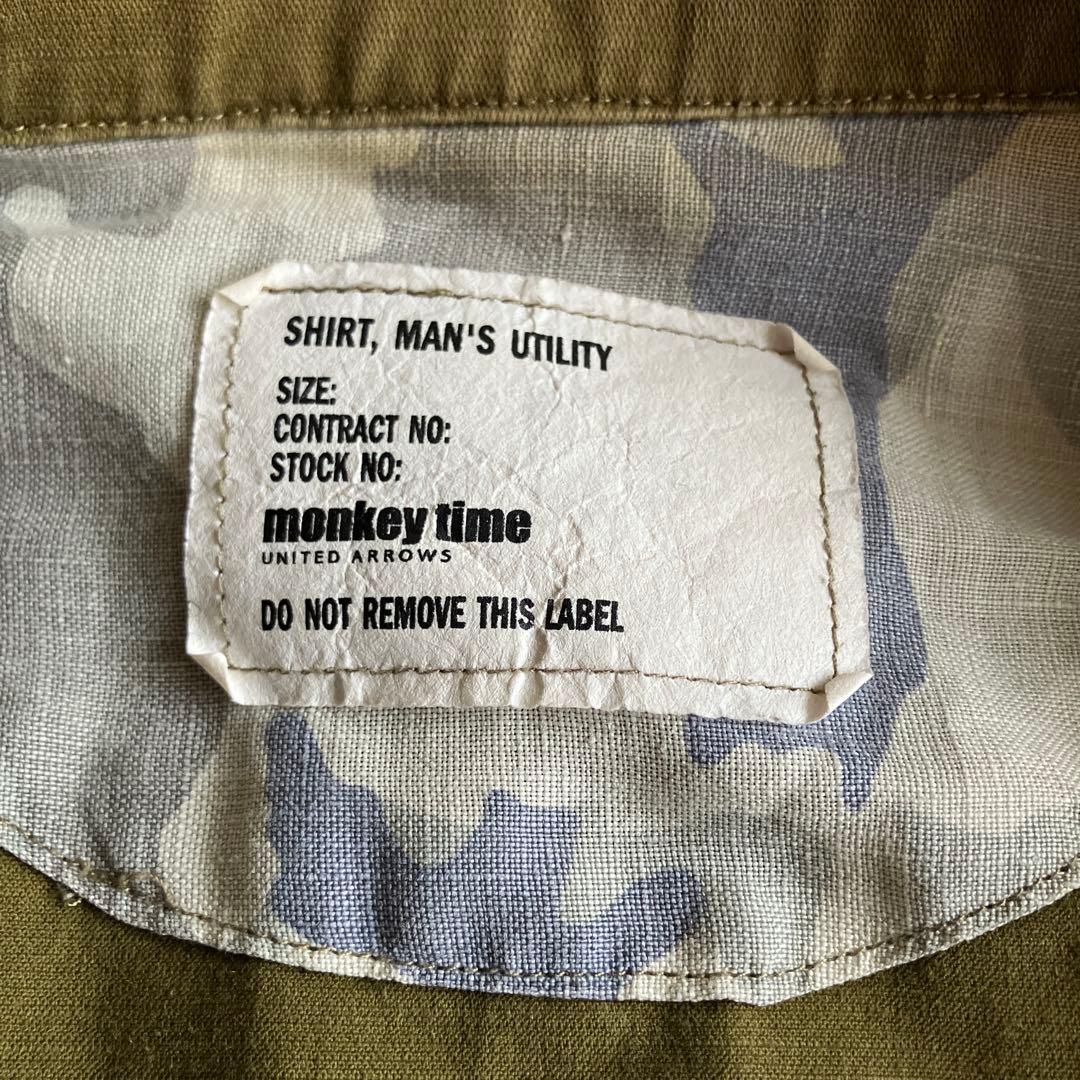 SHIRT, MAN'S UTILITY
SIZE:
CONTRACT NO:
STOCK NO:
monkey time
UNITED ARROWS
DO NOT REMOVE THIS LABEL